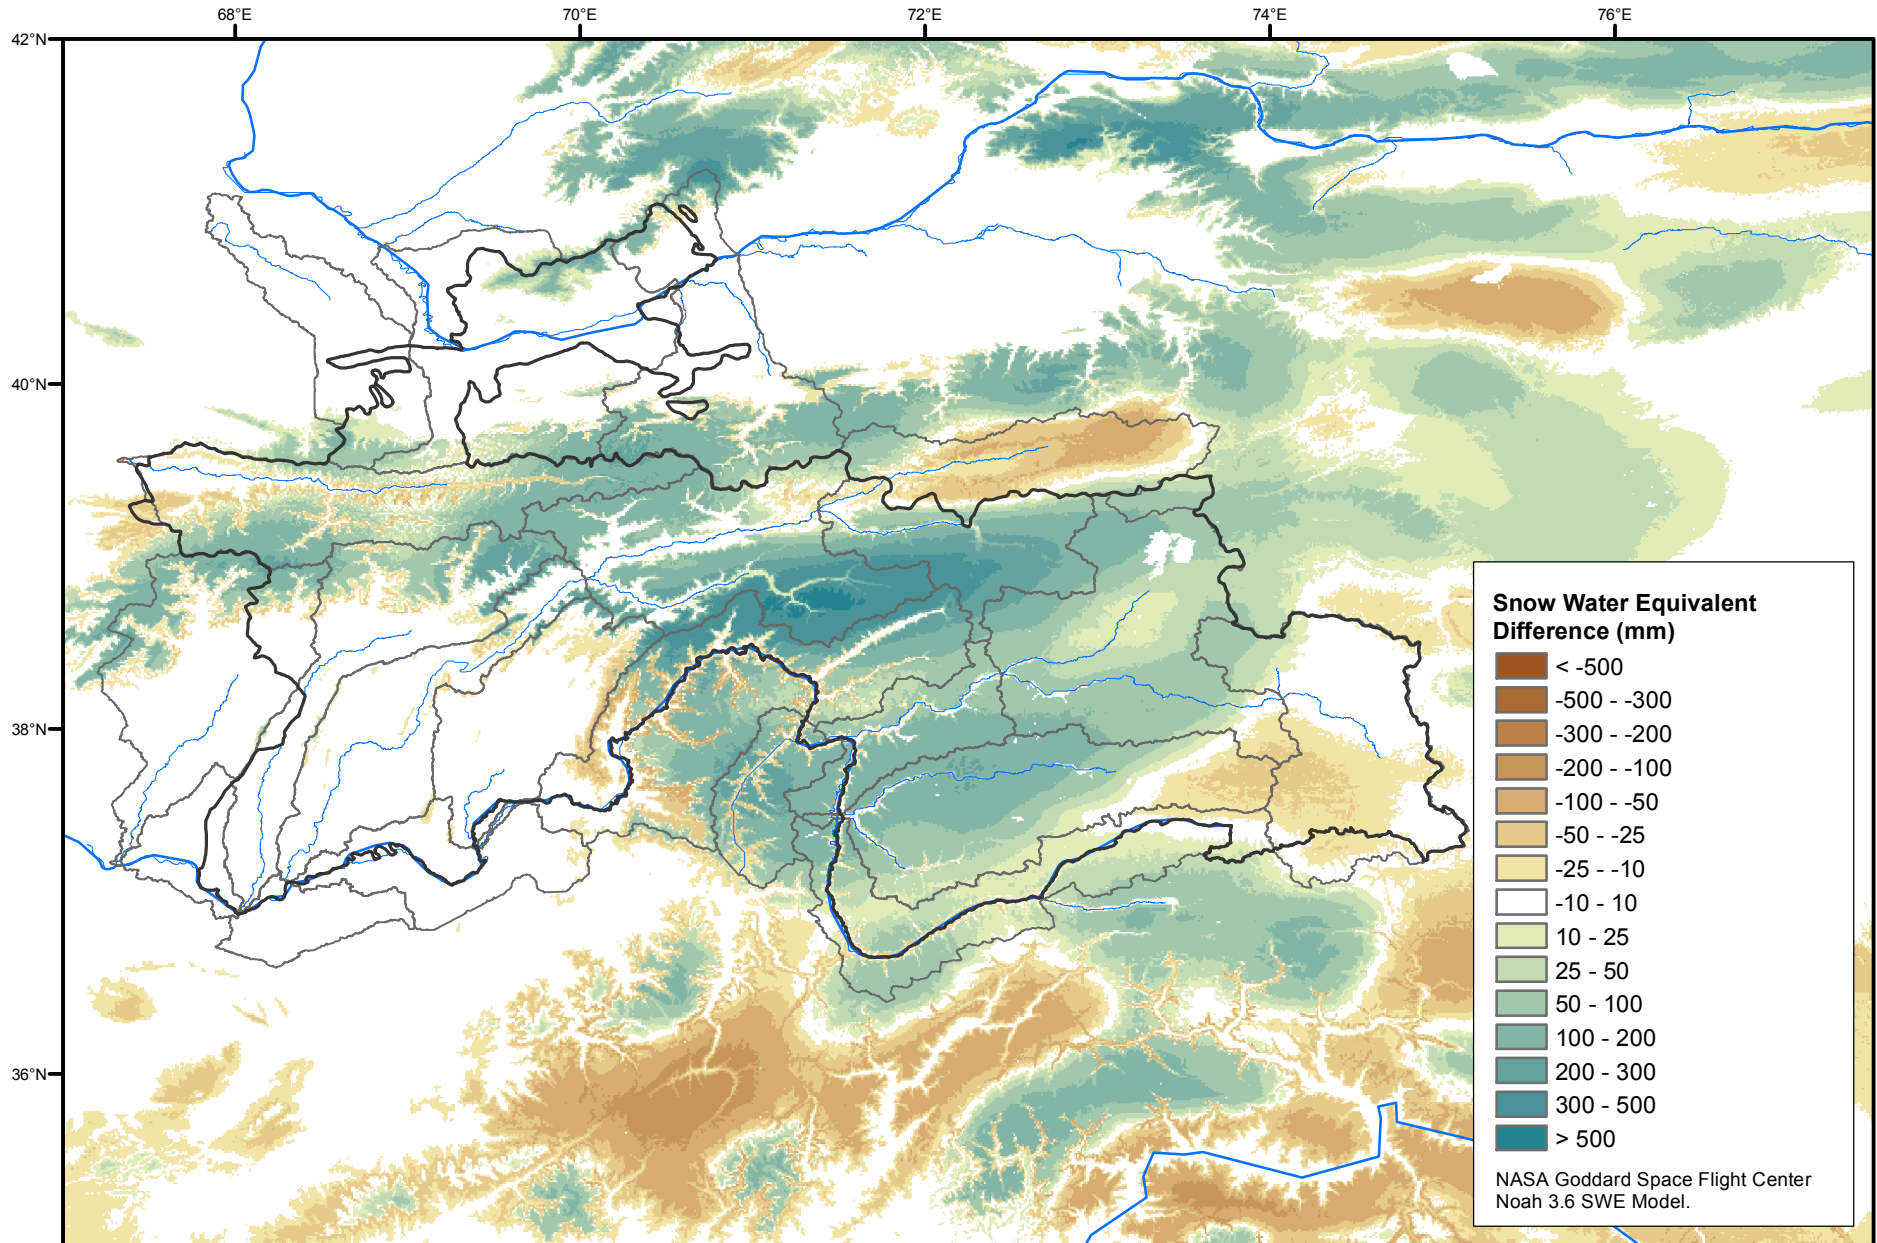 68°E
70°E
72°E
74°E
76°E
42°N
40°N
38°N
36°N
Snow Water Equivalent
Difference (mm)
< -500
-500 - -300
-300 - -200
-200 - -100
-100 - -50
-50 - -25
-25 - -10
-10 - 10
10 - 25
25 - 50
50 - 100
100 - 200
200 - 300
300 - 500
> 500
NASA Goddard Space Flight Center
Noah 3.6 SWE Model.